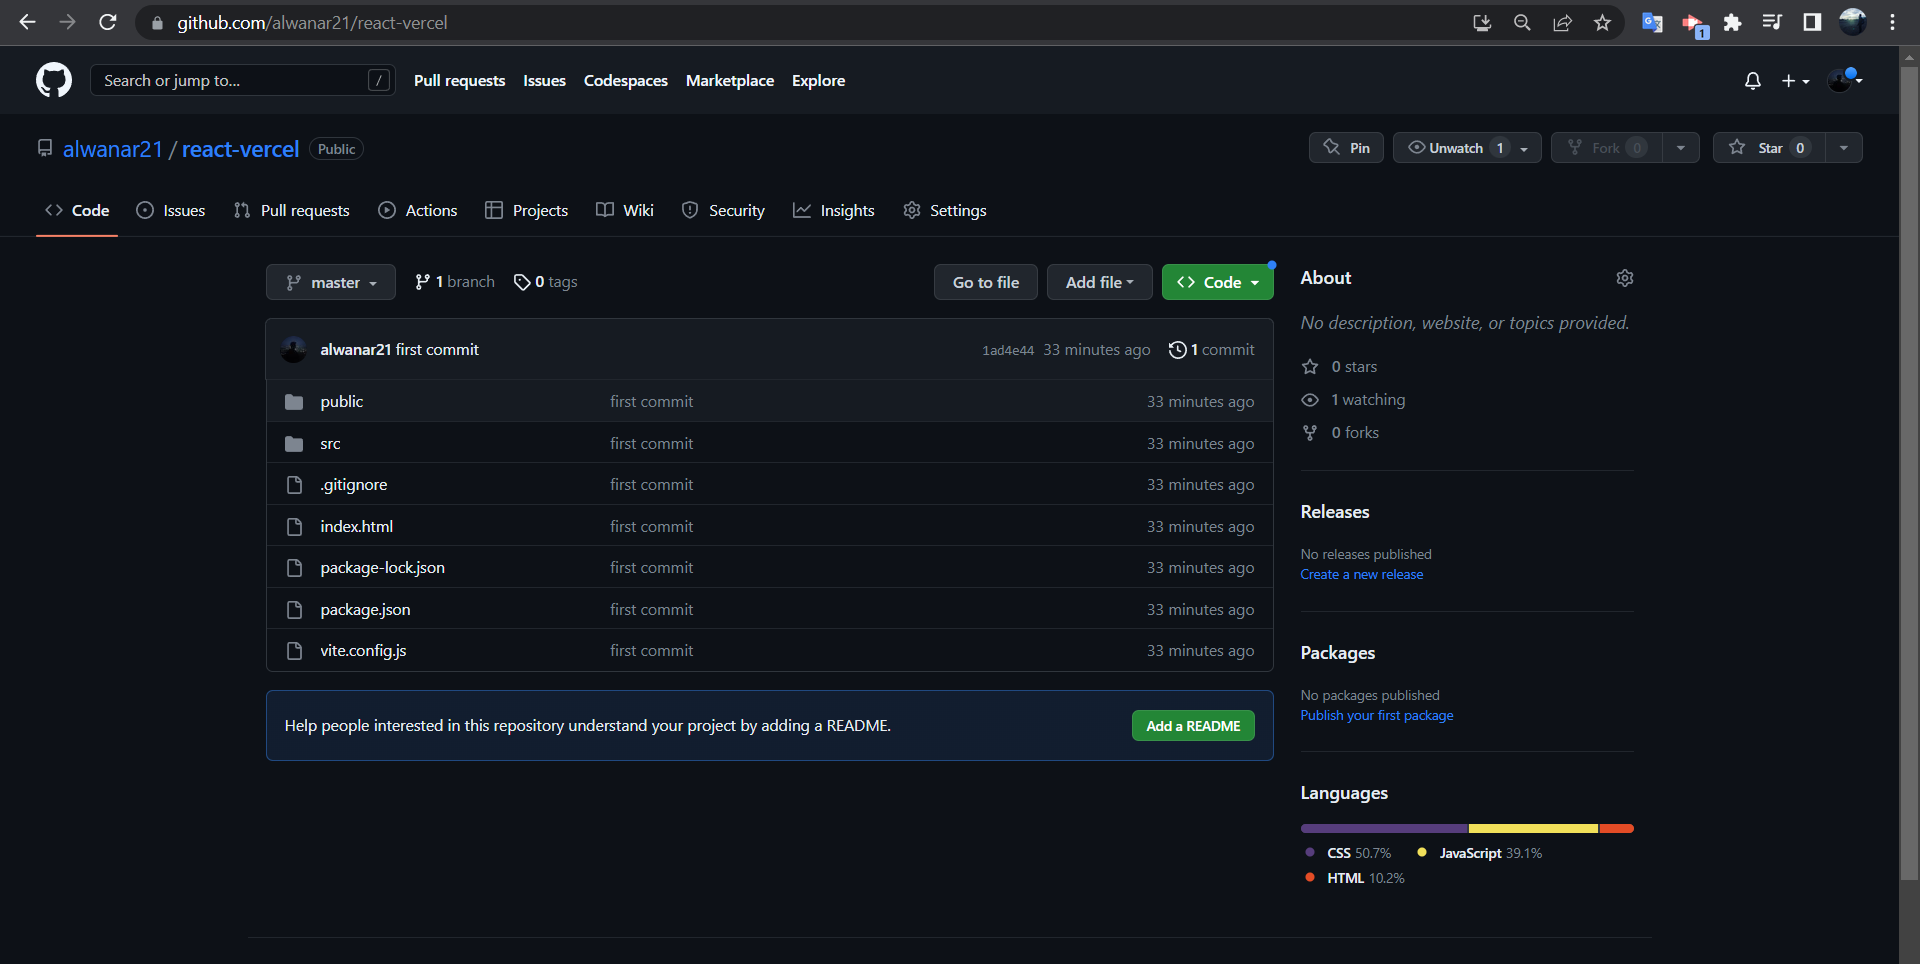 github.com/alwanar21/react-vercel
1
Search or jump to... / Pull requests Issues Codespaces Marketplace Explore
alwanar21 / react-vercel Public
Pin Unwatch 1 Fork 0 Star 0
Code Issues Pull requests Actions Projects Wiki Security Insights Settings
master 1 branch 0 tags Go to file Add file Code
alwanar21 first commit 1ad4e44 33 minutes ago 1 commit
public first commit 33 minutes ago
src first commit 33 minutes ago
.gitignore first commit 33 minutes ago
index.html first commit 33 minutes ago
package-lock.json first commit 33 minutes ago
package.json first commit 33 minutes ago
vite.config.js first commit 33 minutes ago
Help people interested in this repository understand your project by adding a README. Add a README
About
No description, website, or topics provided.
0 stars
1 watching
0 forks
Releases
No releases published
Create a new release
Packages
No packages published
Publish your first package
Languages
CSS 50.7% JavaScript 39.1%
HTML 10.2%